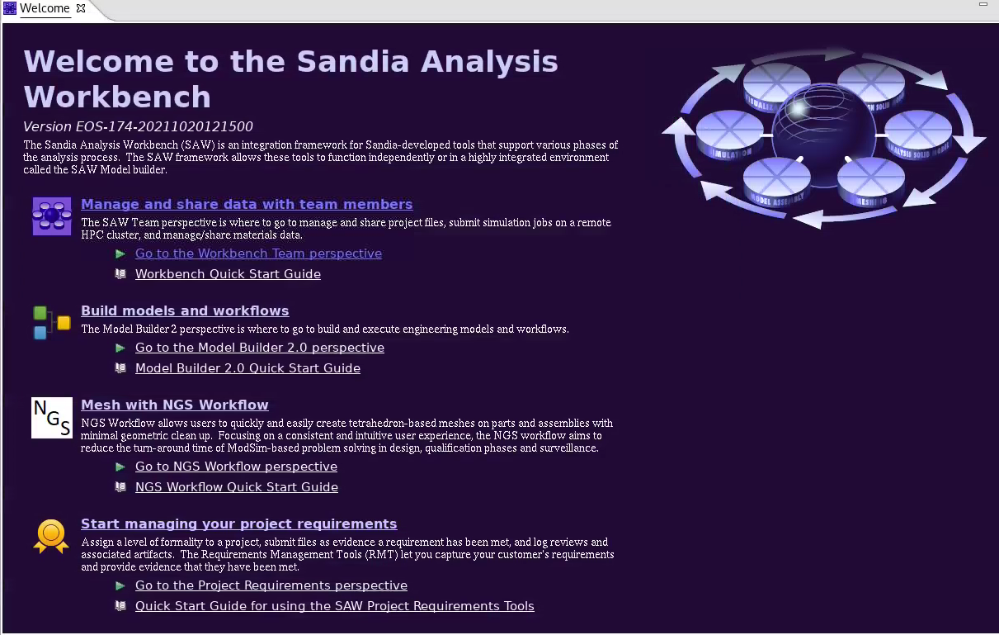 Welcome
Welcome to the Sandia Analysis
Workbench
Version EOS-174-20211020121500
The Sandia Analysis Workbench (SAW) is an integration framework for Sandia-developed tools that support various phases of
the analysis process.  The SAW framework allows these tools to function independently or in a highly integrated environment
called the SAW Model builder.
SIMULATION
ANALYSIS SOLID MODEL
MODEL ASSEMBLY
MESHING
Manage and share data with team members
The SAW Team perspective is where to go to manage and share project files, submit simulation jobs on a remote
HPC cluster, and manage/share materials data.
Go to the Workbench Team perspective
Workbench Quick Start Guide
Build models and workflows
The Model Builder 2 perspective is where to go to build and execute engineering models and workflows.
Go to the Model Builder 2.0 perspective
Model Builder 2.0 Quick Start Guide
NGS
Mesh with NGS Workflow
NGS Workflow allows users to quickly and easily create tetrahedron-based meshes on parts and assemblies with
minimal geometric clean up.  Focusing on a consistent and intuitive user experience, the NGS workflow aims to
reduce the turn-around time of ModSim-based problem solving in design, qualification phases and surveillance.
Go to NGS Workflow perspective
NGS Workflow Quick Start Guide
Start managing your project requirements
Assign a level of formality to a project, submit files as evidence a requirement has been met, and log reviews and
associated artifacts.  The Requirements Management Tools (RMT) let you capture your customer's requirements
and provide evidence that they have been met.
Go to the Project Requirements perspective
Quick Start Guide for using the SAW Project Requirements Tools